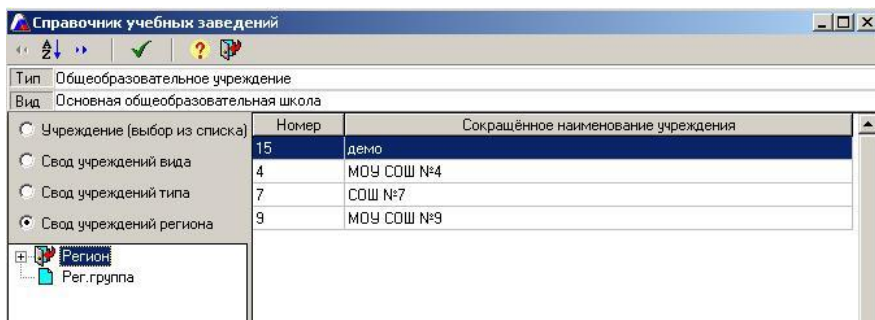 Справочник учебных заведений
Тип Общеобразовательное учреждение
Вид Основная общеобразовательная школа
Учреждение (выбор из списка)
Свод учреждений вида
Свод учреждений типа
Свод учреждений региона
Регион
Рег.группа
Номер Сокращённое наименование учреждения
15 демо
4 МОУ СОШ №4
7 СОШ №7
9 МОУ СОШ №9